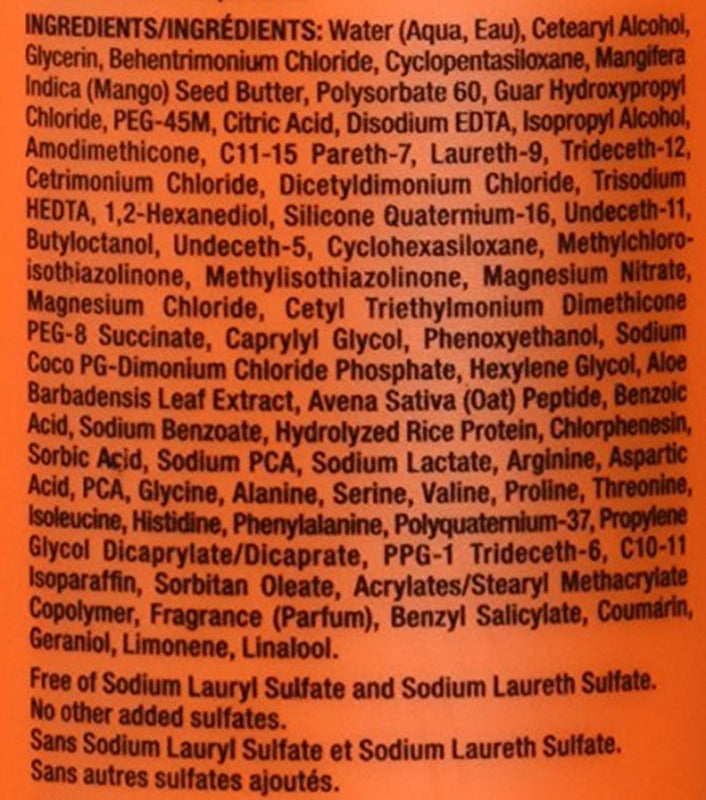 INGREDIENTS/INGRÉDIENTS: Water (Aqua, Eau), Cetearyl Alcohol,
Glycerin, Behentrimonium Chloride, Cyclopentasiloxane, Mangifera
Indica (Mango) Seed Butter, Polysorbate 60, Guar Hydroxypropyl
Chloride, PEG-45M, Citric Acid, Disodium EDTA, Isopropyl Alcohol,
Amodimethicone, C11-15 Pareth-7, Laureth-9, Trideceth-12,
Cetrimonium Chloride, Dicetyldimonium Chloride, Trisodium
HEDTA, 1,2-Hexanediol, Silicone Quaternium-16, Undeceth-11,
Butyloctanol, Undeceth-5, Cyclohexasiloxane, Methylchloro-
isothiazolinone, Methylisothiazolinone, Magnesium Nitrate,
Magnesium Chloride, Cetyl Triethylmonium Dimethicone
PEG-8 Succinate, Caprylyl Glycol, Phenoxyethanol, Sodium
Coco PG-Dimonium Chloride Phosphate, Hexylene Glycol, Aloe
Barbadensis Leaf Extract, Avena Sativa (Oat) Peptide, Benzoic
Acid, Sodium Benzoate, Hydrolyzed Rice Protein, Chlorphenesin,
Sorbic Acid, Sodium PCA, Sodium Lactate, Arginine, Aspartic
Acid, PCA, Glycine, Alanine, Serine, Valine, Proline, Threonine,
Isoleucine, Histidine, Phenylalanine, Polyquaternium-37, Propylene
Glycol Dicaprylate/Dicaprate, PPG-1 Trideceth-6, C10-11
Isoparaffin, Sorbitan Oleate, Acrylates/Stearyl Methacrylate
Copolymer, Fragrance (Parfum), Benzyl Salicylate, Coumarin,
Geraniol, Limonene, Linalool.
Free of Sodium Lauryl Sulfate and Sodium Laureth Sulfate.
No other added sulfates.
Sans Sodium Lauryl Sulfate et Sodium Laureth Sulfate.
Sans autres sulfates ajoutés.